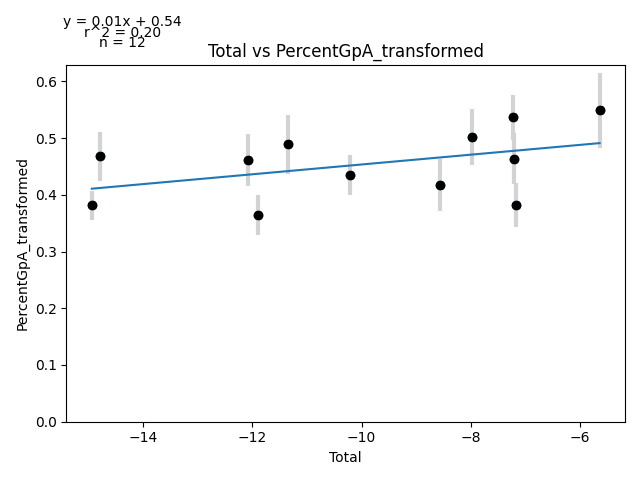 y = 0.01x + 0.54
r^2 = 0.20
n = 12
Total vs PercentGpA_transformed
PercentGpA_transformed
0.6
0.5
0.4
0.3
0.2
0.1
0.0
−14
−12
−10
−8
−6
Total